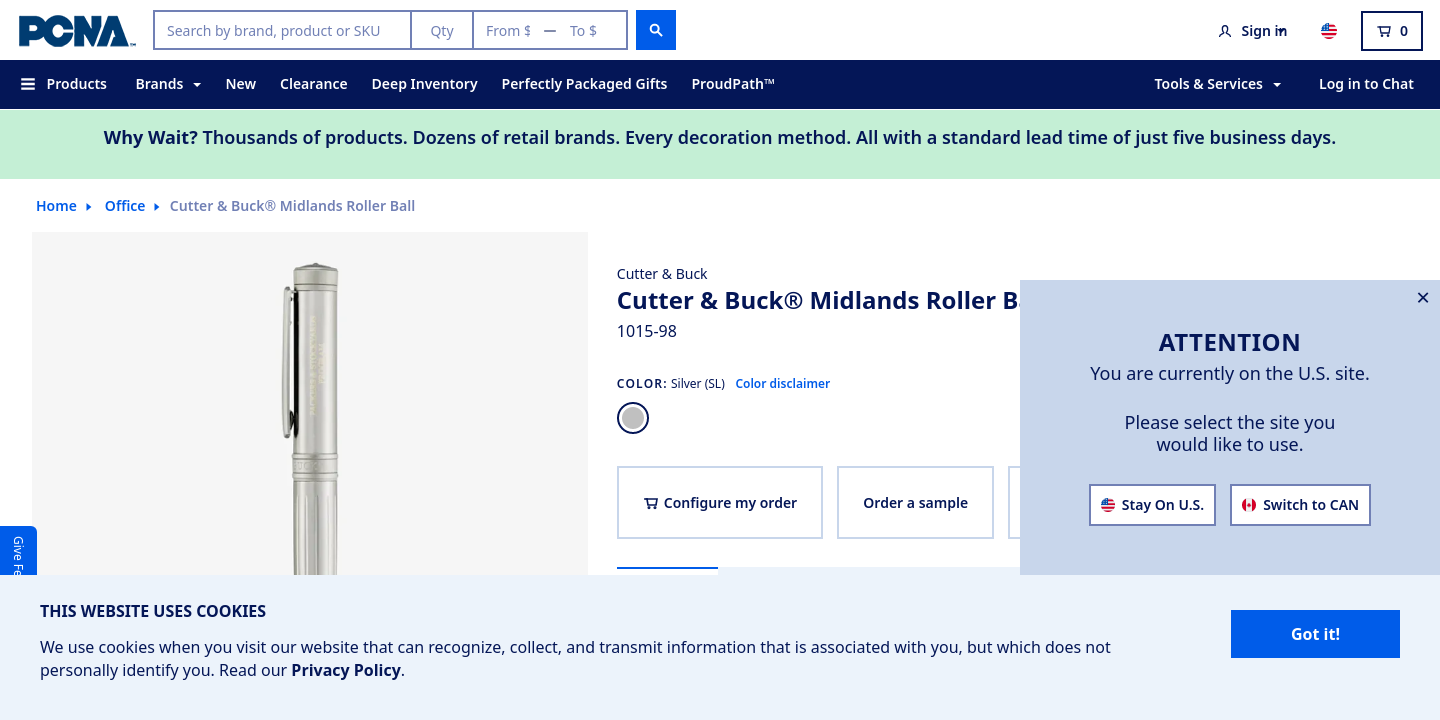 PCNA™
Search by brand, product or SKU
Qty
From $ — To $
Sign in
0
Products
Brands
New
Clearance
Deep Inventory
Perfectly Packaged Gifts
ProudPath™
Tools & Services
Log in to Chat
Why Wait? Thousands of products. Dozens of retail brands. Every decoration method. All with a standard lead time of just five business days.
Home
Office
Cutter & Buck® Midlands Roller Ball
Cutter & Buck
Cutter & Buck® Midlands Roller
1015-98
COLOR: Silver (SL) Color disclaimer
Configure my order
Order a sample
×
ATTENTION
You are currently on the U.S. site.
Please select the site you
would like to use.
Stay On U.S.
Switch to CAN
Give
THIS WEBSITE USES COOKIES
We use cookies when you visit our website that can recognize, collect, and transmit information that is associated with you, but which does not
personally identify you. Read our Privacy Policy.
Got it!